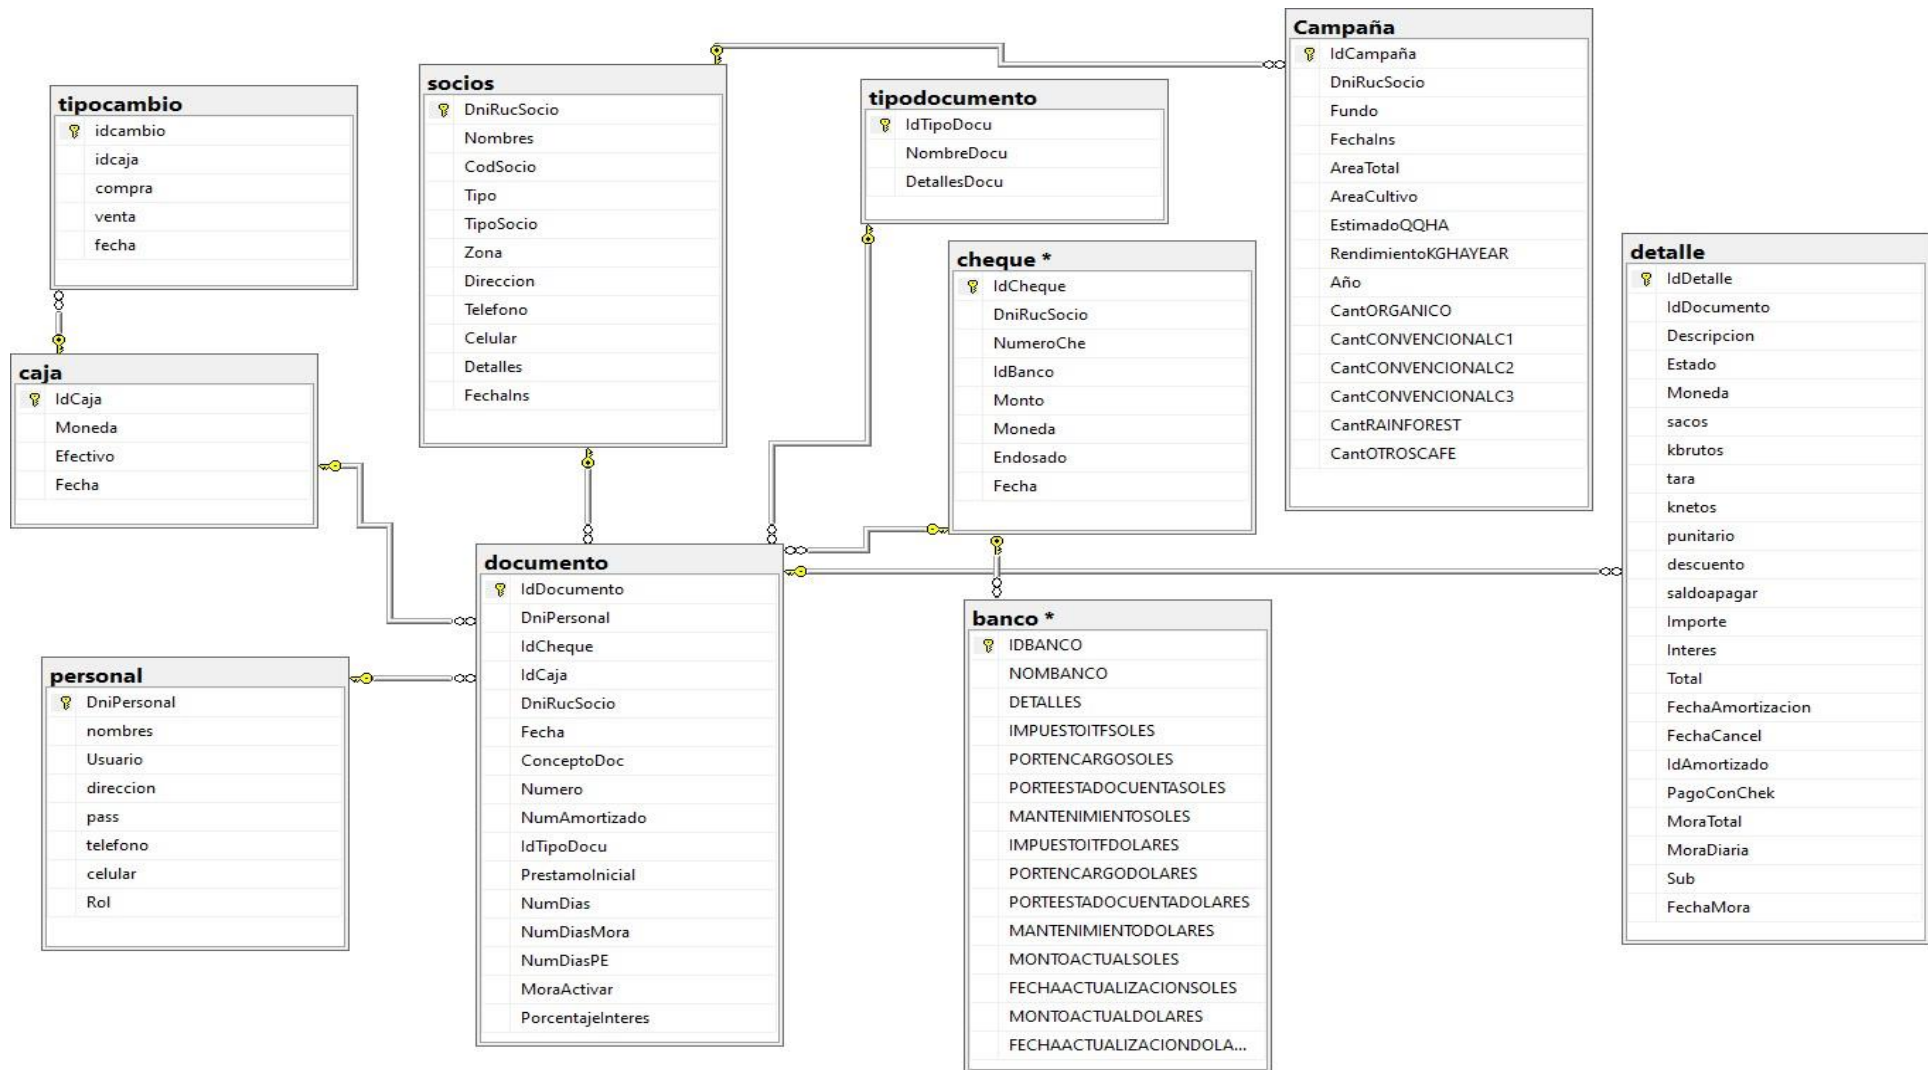 tipocambio
idcambio
idcaja
compra
venta
fecha
caja
IdCaja
Moneda
Efectivo
Fecha
personal
DniPersonal
nombres
Usuario
direccion
pass
telefono
celular
Rol
socios
DniRucSocio
Nombres
CodSocio
Tipo
TipoSocio
Zona
Direccion
Telefono
Celular
Detalles
FechaIns
documento
IdDocumento
DniPersonal
IdCheque
IdCaja
DniRucSocio
Fecha
ConceptoDoc
Numero
NumAmortizado
IdTipoDocu
PrestamoInicial
NumDias
NumDiasMora
NumDiasPE
MoraActivar
PorcentajeInteres
tipodocumento
IdTipoDocu
NombreDocu
DetallesDocu
cheque *
IdCheque
DniRucSocio
NumeroChe
IdBanco
Monto
Moneda
Endosado
Fecha
banco *
IDBANCO
NOMBANCO
DETALLES
IMPUESTOITFSOLES
PORTENCARGOSOLES
PORTEESTADOCUENTASOLES
MANTENIMIENTOSOLES
IMPUESTOITFDOLARES
PORTENCARGODOLARES
PORTEESTADOCUENTADOLARES
MANTENIMIENTODOLARES
MONTOACTUALSOLES
FECHAACTUALIZACIONSOLES
MONTOACTUALDOLARES
FECHAACTUALIZACIONDOLA...
Campaña
IdCampaña
DniRucSocio
Fundo
FechaIns
AreaTotal
AreaCultivo
EstimadoQQHA
RendimientoKGHAYEAR
Año
CantORGANICO
CantCONVENCIONALC1
CantCONVENCIONALC2
CantCONVENCIONALC3
CantRAINFOREST
CantOTROSCAFE
detalle
IdDetalle
IdDocumento
Descripcion
Estado
Moneda
sacos
kbrutos
tara
knetos
punitario
descuento
saldoapagar
Importe
Interes
Total
FechaAmortizacion
FechaCancel
IdAmortizado
PagoConChek
MoraTotal
MoraDiaria
Sub
FechaMora